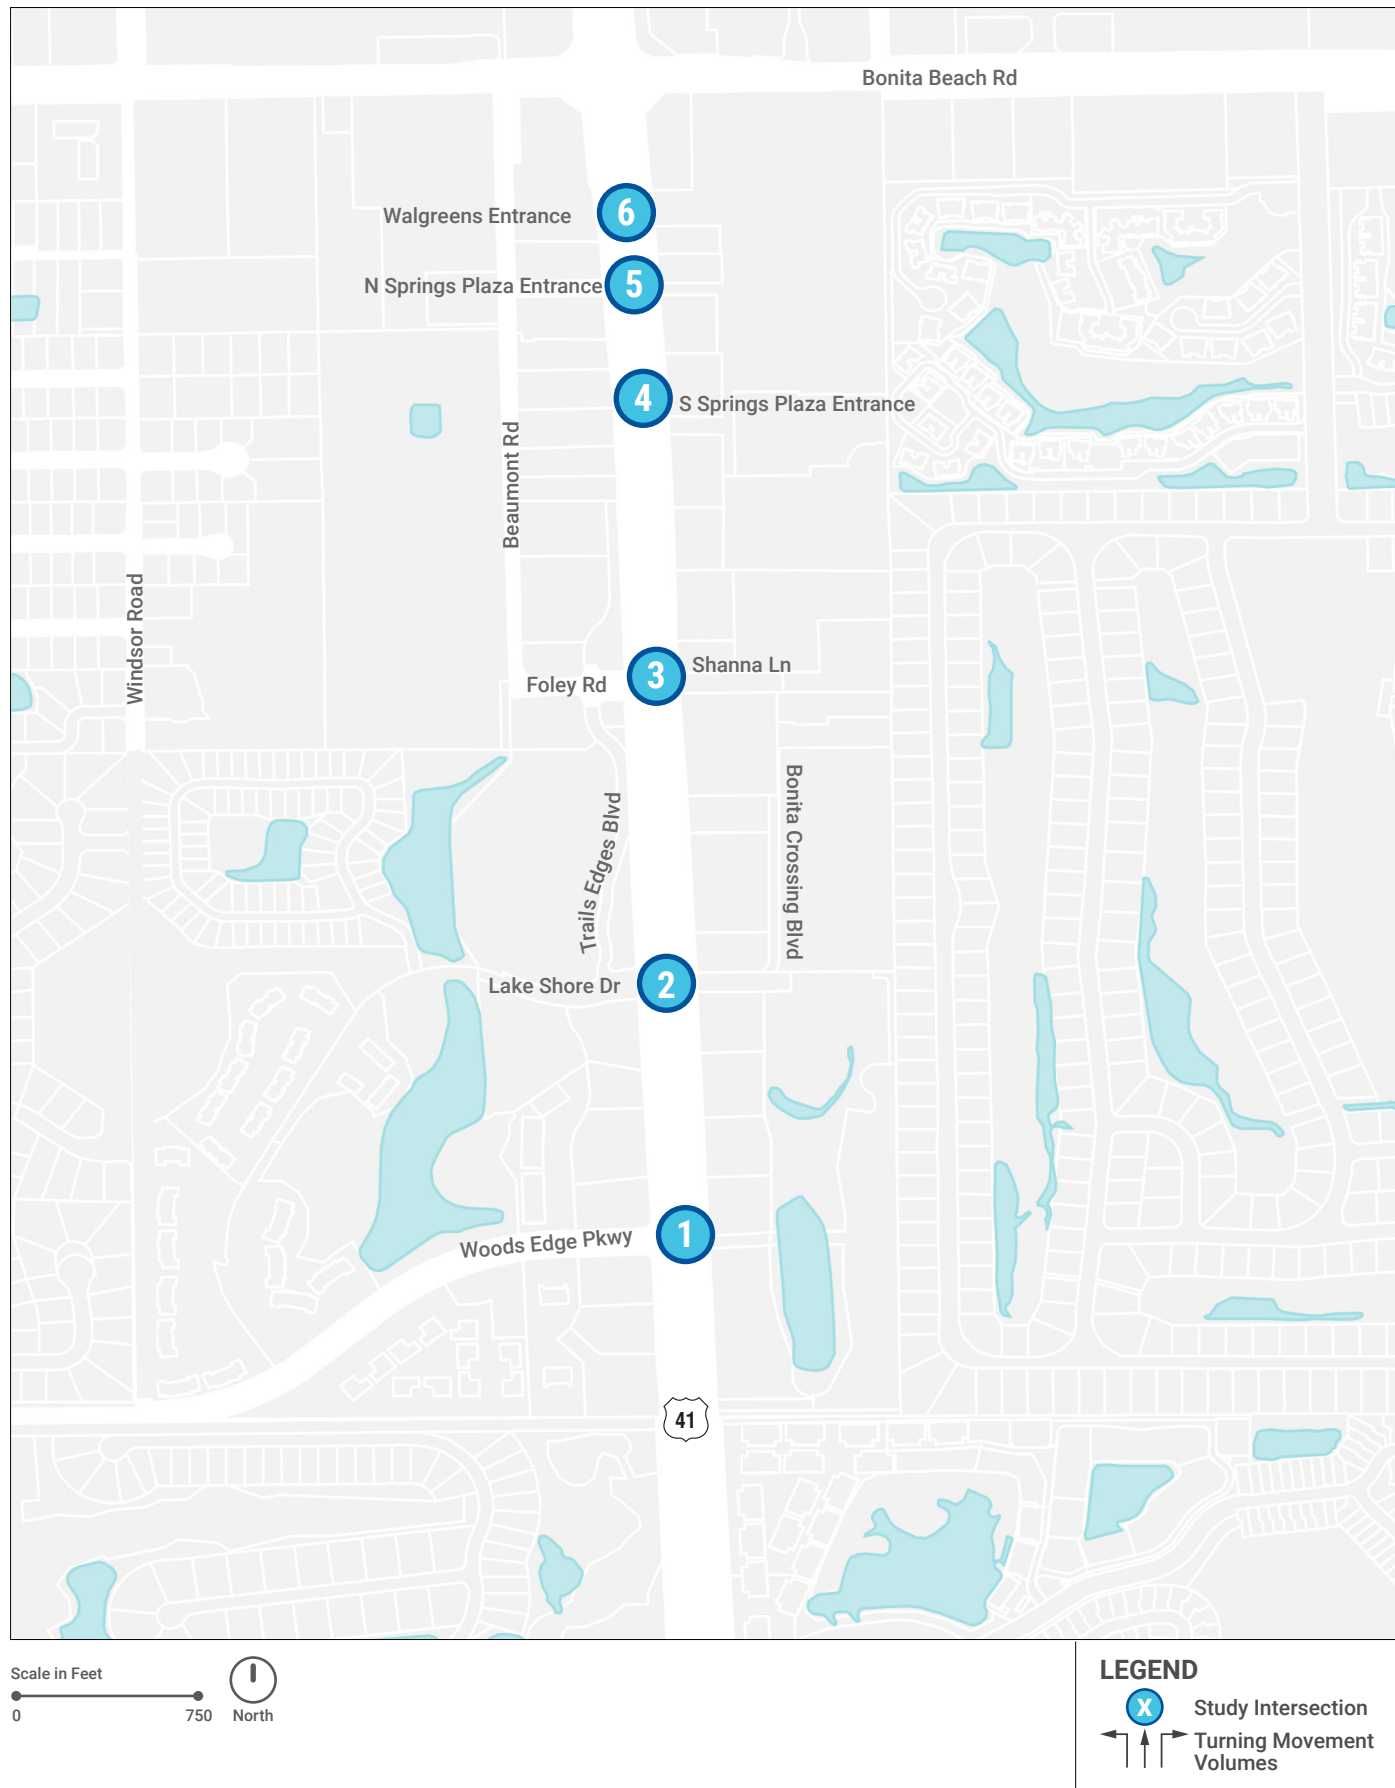 Bonita Beach Rd
6
Walgreens Entrance
N Springs Plaza Entrance
5
4
S Springs Plaza Entrance
Beaumont Rd
Windsor Road
3
Shanna Ln
Foley Rd
Bonita Crossing Blvd
Trails Edges Blvd
Lake Shore Dr
2
Woods Edge Pkwy
1
41
Scale in Feet
0
750
North
LEGEND
X
Study Intersection
Turning Movement
Volumes